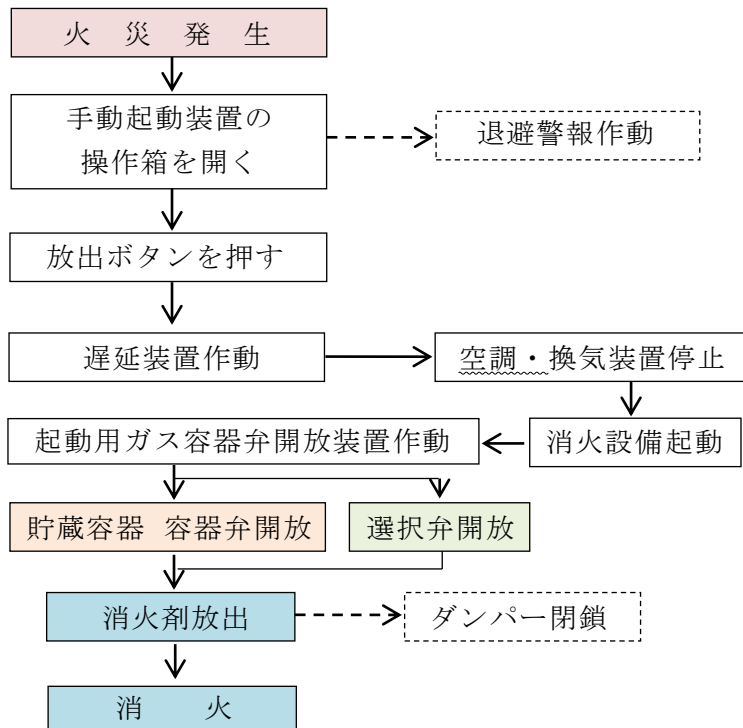 火 災 発 生
手動起動装置の
操作箱を開く
退避警報作動
放出ボタンを押す
遅延装置作動
空調・換気装置停止
消火設備起動
起動用ガス容器弁開放装置作動
貯蔵容器 容器弁開放
選択弁開放
消火剤放出
ダンパー閉鎖
消 火